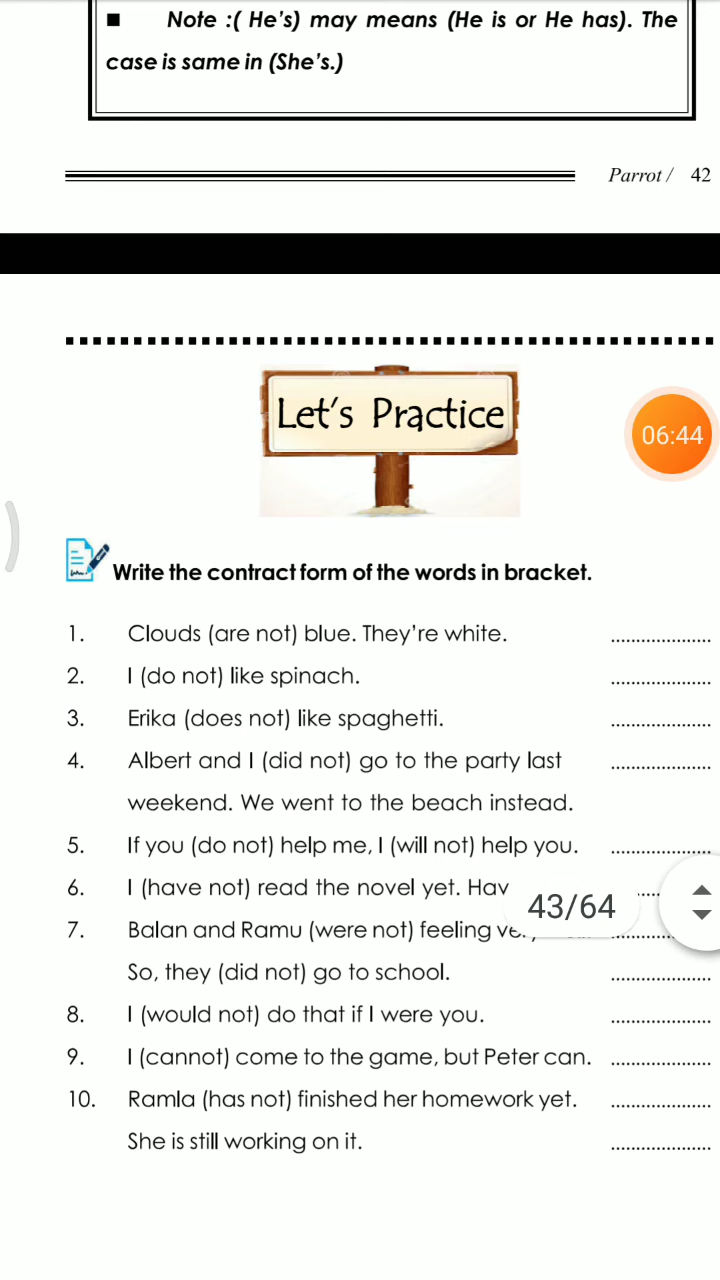 ■ Note :( He's) may means (He is or He has). The
case is same in (She's.)
Parrot / 42
Let's Practice
06:44
Write the contract form of the words in bracket.
1. Clouds (are not) blue. They're white. ....................
2. I (do not) like spinach. ....................
3. Erika (does not) like spaghetti. ....................
4. Albert and I (did not) go to the party last ....................
weekend. We went to the beach instead.
5. If you (do not) help me, I (will not) help you. ....................
6. I (have not) read the novel yet.
43/64
7. Balan and Ramu (were not) feeling
So, they (did not) go to school. ....................
8. I (would not) do that if I were you. ....................
9. I (cannot) come to the game, but Peter can. ....................
10. Ramla (has not) finished her homework yet. ....................
She is still working on it. ....................